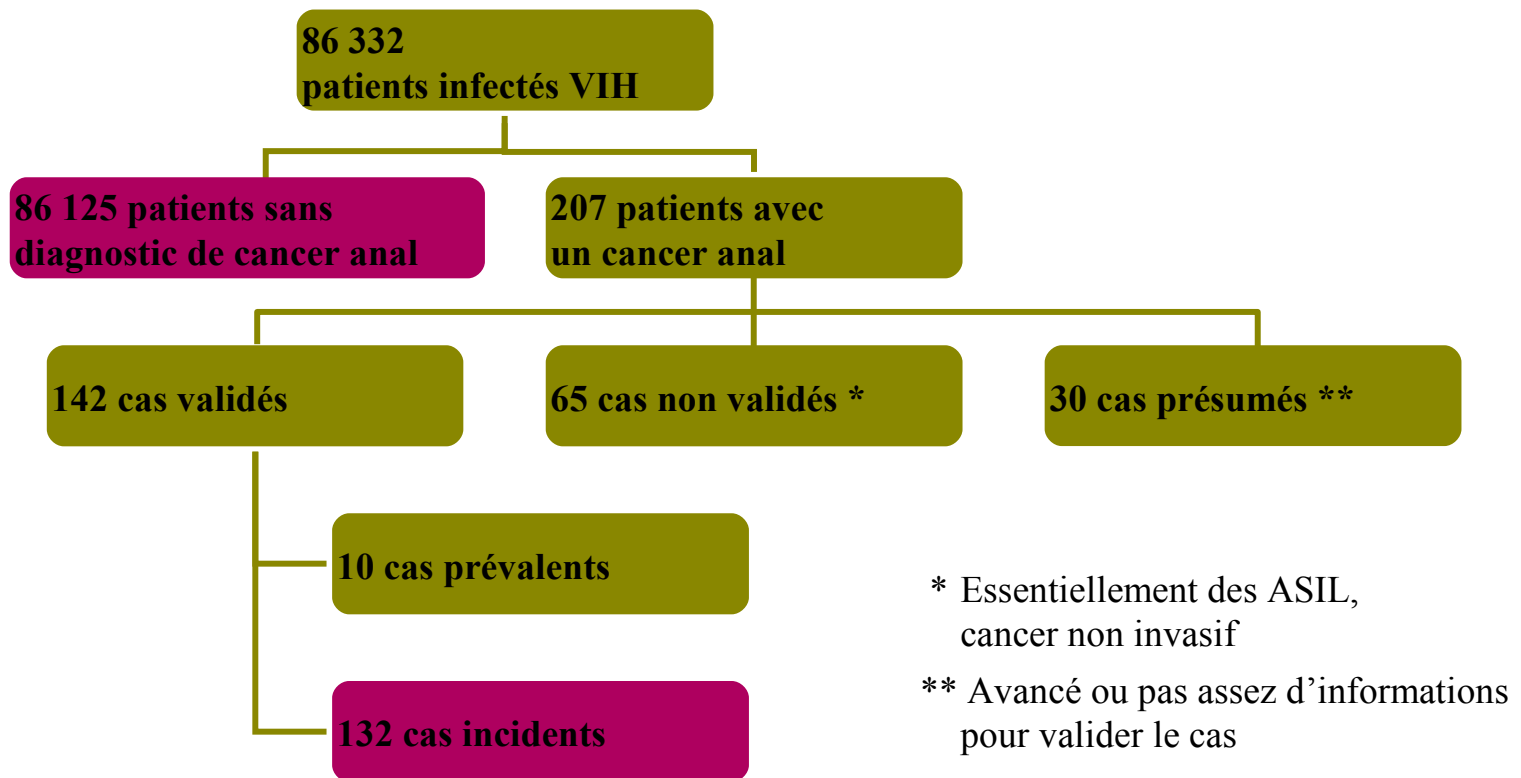 86 332
patients infectés VIH
86 125 patients sans
diagnostic de cancer anal
207 patients avec
un cancer anal
142 cas validés
65 cas non validés *
30 cas présumés **
10 cas prévalents
132 cas incidents
* Essentiellement des ASIL,
cancer non invasif
** Avancé ou pas assez d’informations
pour valider le cas